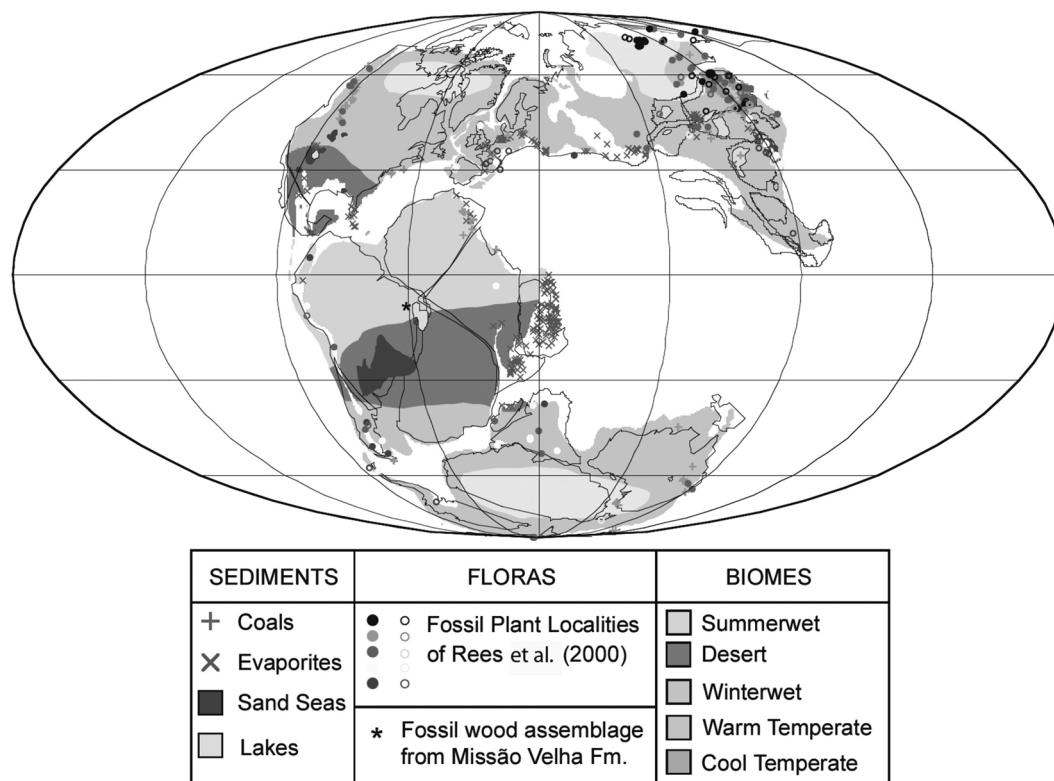 SEDIMENTS
Coals
Evaporites
Sand Seas
Lakes
FLORAS
Fossil Plant Localities
of Rees et al. (2000)
* Fossil wood assemblage
from Missão Velha Fm.
BIOMES
Summerwet
Desert
Winterwet
Warm Temperate
Cool Temperate